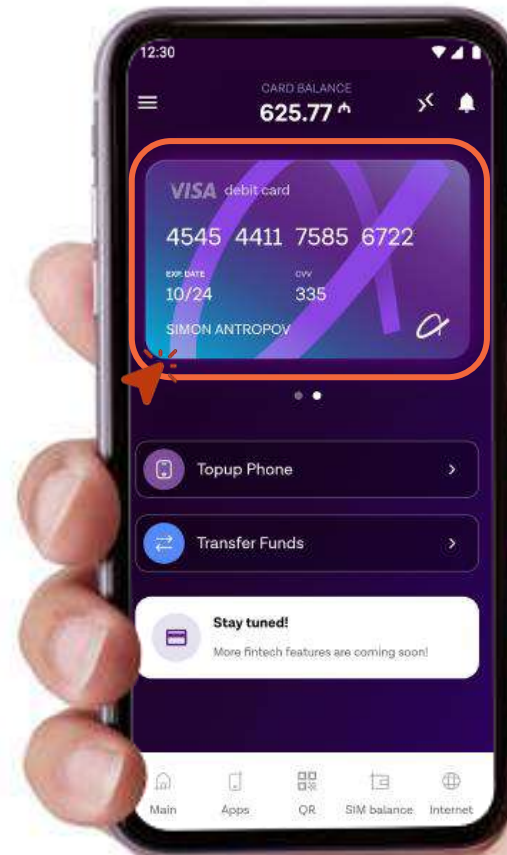 12:30
CARD BALANCE
625.77 ₼
VISA debit card
4545 4411 7585 6722
EXP. DATE CVV
10/24 335
SIMON ANTROPOV
Topup Phone
Transfer Funds
Stay tuned!
More fintech features are coming soon!
Main Apps QR SIM balance Internet